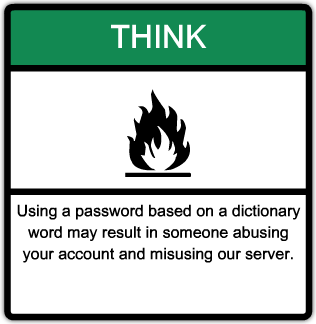 THINK
Using a password based on a dictionary
word may result in someone abusing
your account and misusing our server.